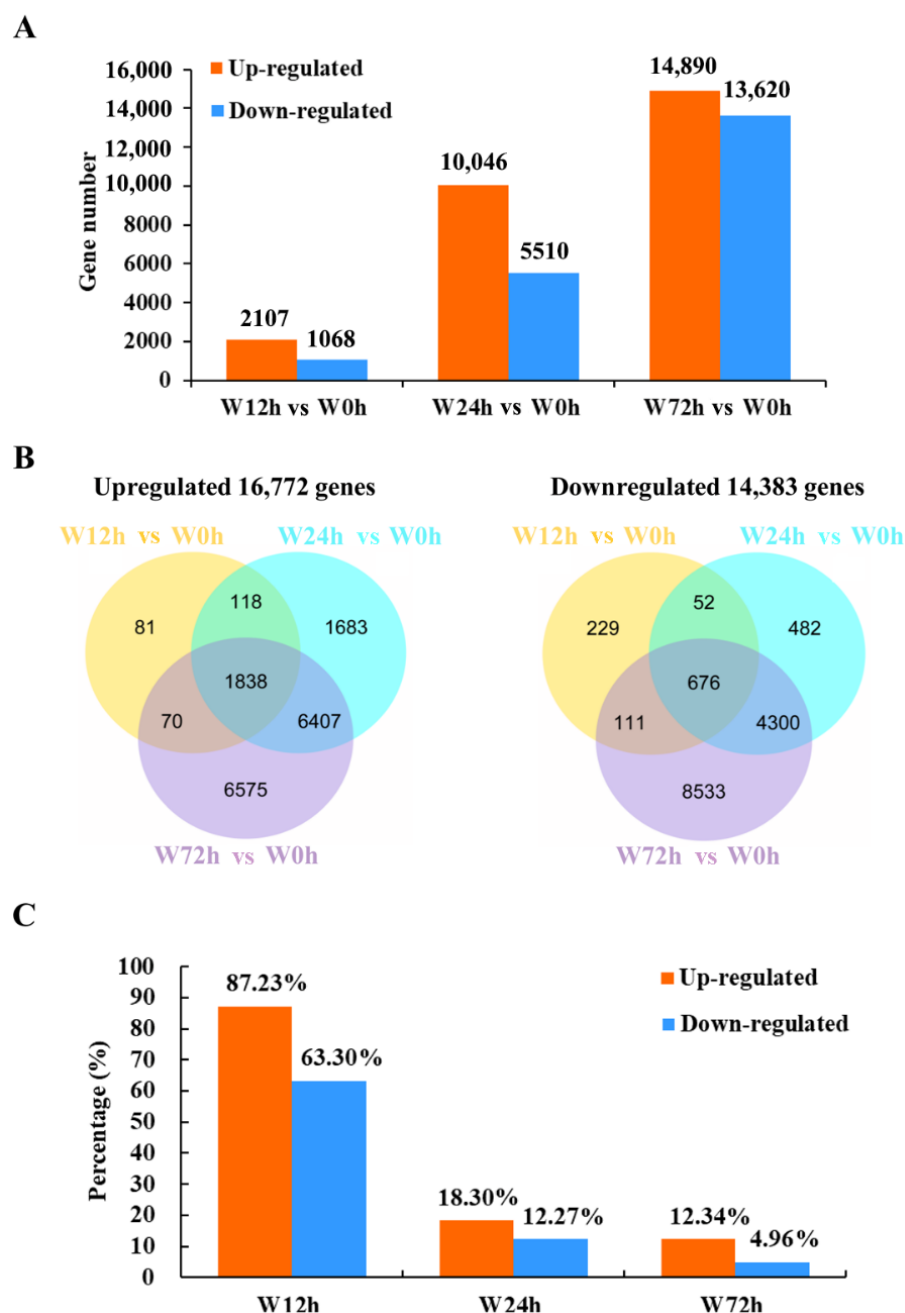 A
16,000
14,000
12,000
10,000
8000
6000
4000
2000
0
Gene number
Up-regulated
Down-regulated
2107
1068
10,046
5510
14,890
13,620
W12h vs W0h
W24h vs W0h
W72h vs W0h
B
Upregulated 16,772 genes
W12h vs W0h
W24h vs W0h
118
81
1683
1838
70
6407
6575
W72h vs W0h
Downregulated 14,383 genes
W12h vs W0h
W24h vs W0h
52
229
482
676
111
4300
8533
W72h vs W0h
C
100
90
80
70
60
50
40
30
20
10
0
Percentage (%)
Up-regulated
Down-regulated
87.23%
63.30%
18.30%
12.27%
12.34%
4.96%
W12h
W24h
W72h